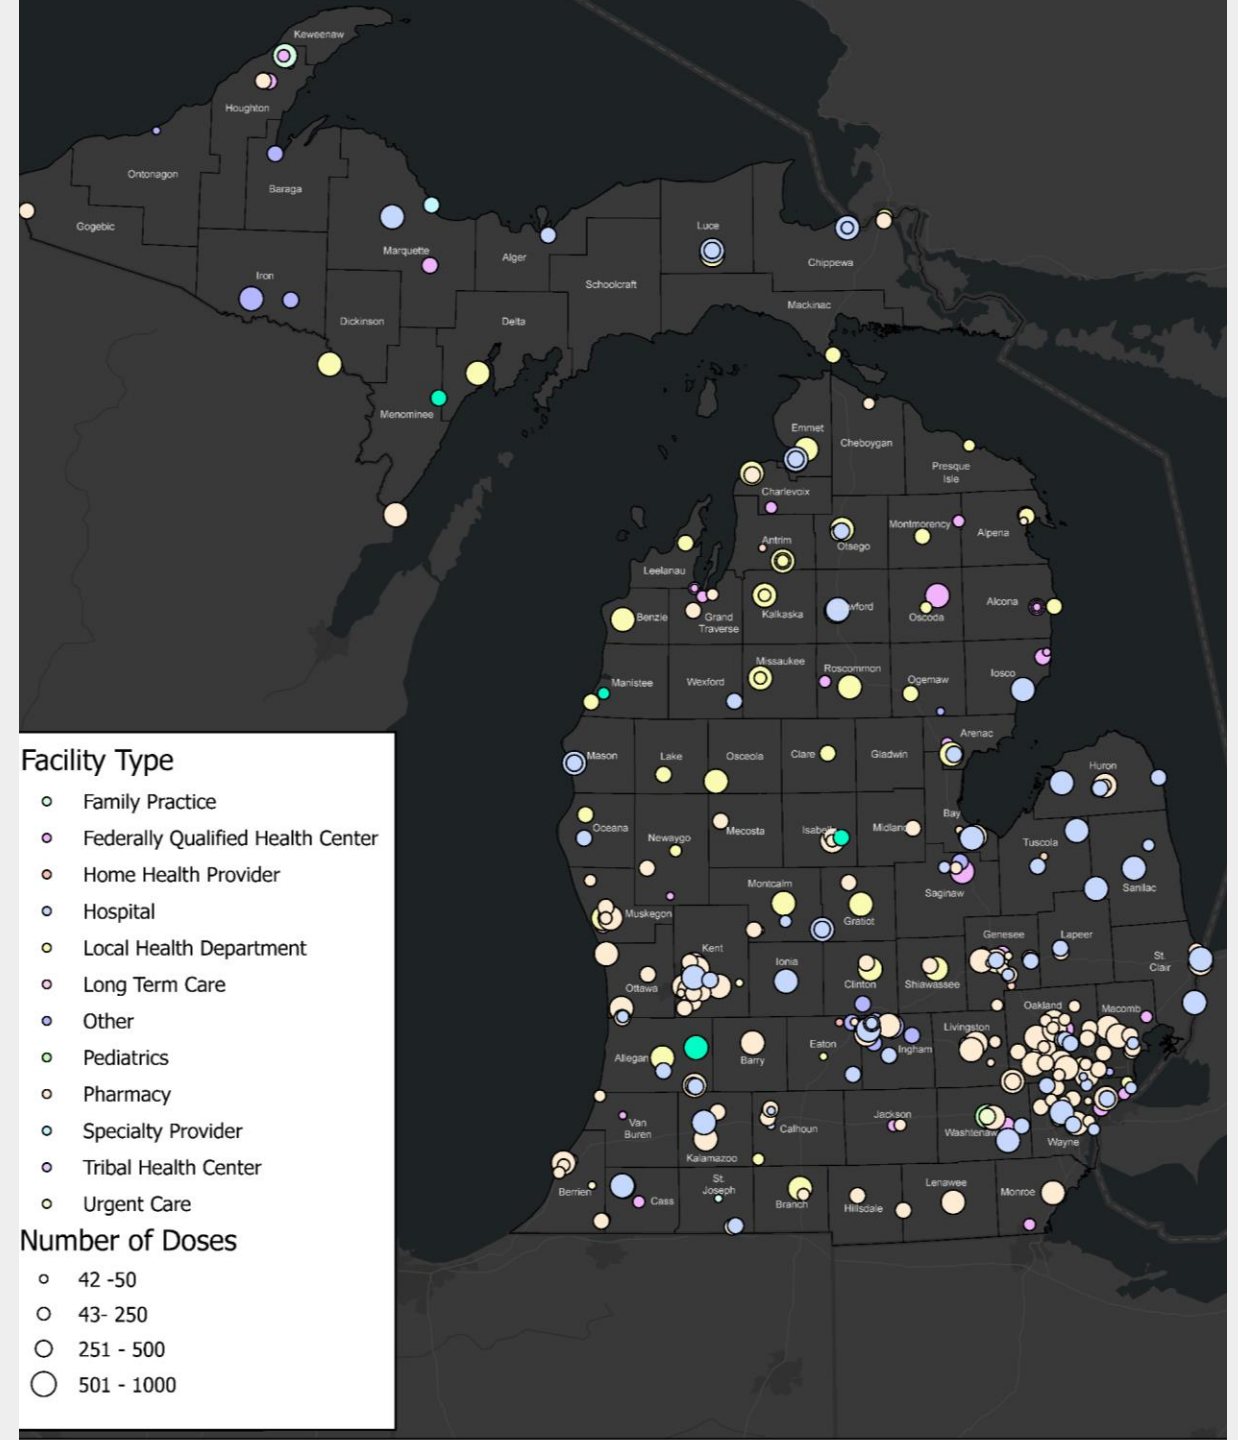 Keweenaw
Houghton
Ontonagon
Baraga
Gogebic
Luce
Marquette
Alger
Chippewa
Iron
Schoolcraft
Mackinac
Dickinson
Delta
Menominee
Emmet
Cheboygan
Presque
Isle
Charlevoix
Montmorency
Alpena
Antrim
Otsego
Leelanau
Alcona
Benzie
Grand
Traverse
Kalkaska
wford
Oscoda
Missaukee
Roscommon
Iosco
Manistee
Wexford
Ogemaw
Arenac
Mason
Lake
Osceola
Clare
Gladwin
Huron
Bay
Oceana
Newaygo
Mecosta
Isabella
Midland
Tuscola
Montcalm
Saginaw
Sanilac
Muskegon
Gratiot
Genesee
Lapeer
Kent
Ionia
St.
Clair
Ottawa
Clinton
Shiawassee
Oakland
Macomb
Livingston
Allegan
Barry
Eaton
Ingham
Van
Buren
Calhoun
Jackson
Washtenaw
Wayne
Kalamazoo
St.
Joseph
Berrien
Cass
Branch
Hillsdale
Lenawee
Monroe
Facility Type
Family Practice
Federally Qualified Health Center
Home Health Provider
Hospital
Local Health Department
Long Term Care
Other
Pediatrics
Pharmacy
Specialty Provider
Tribal Health Center
Urgent Care
Number of Doses
42 -50
43- 250
251 - 500
501 - 1000